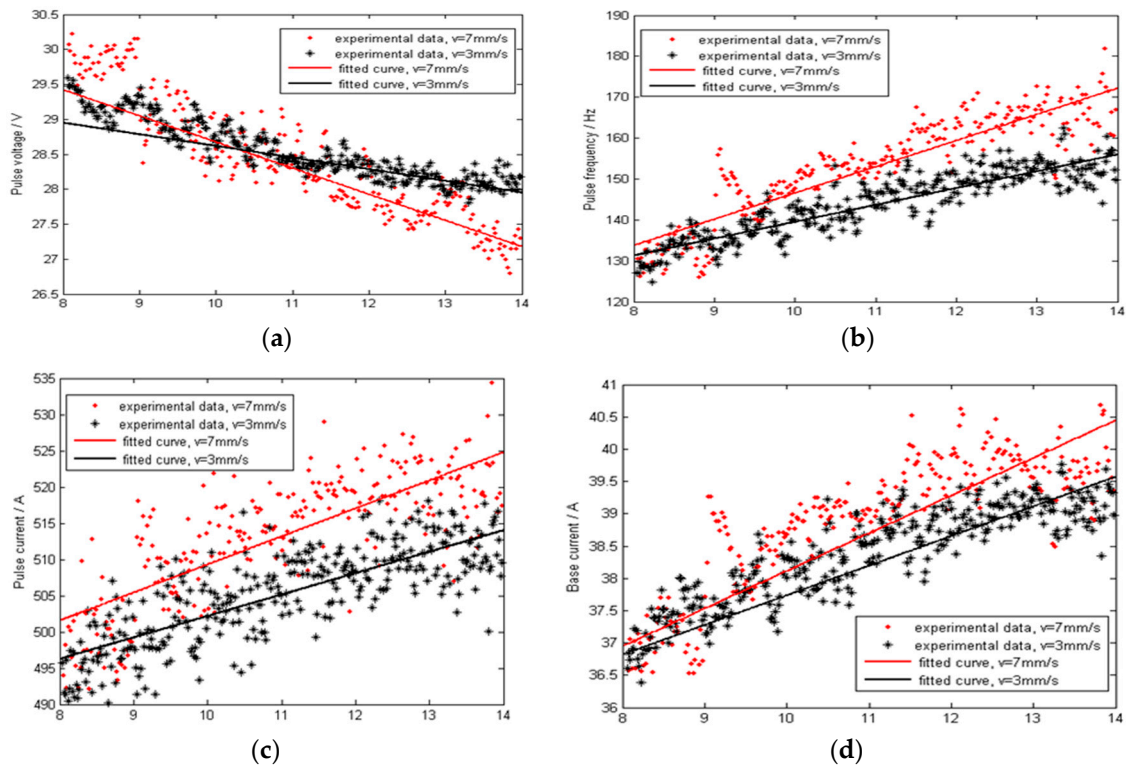 30.5
30
29.5
29
28.5
28
27.5
27
26.5
Pulse voltage / V
experimental data, v=7mm/s
experimental data, v=3mm/s
fitted curve, v=7mm/s
fitted curve, v=3mm/s
8 9 10 11 12 13 14
(a)
190
180
170
160
150
140
130
120
Pulse frequency / Hz
experimental data, v=7mm/s
experimental data, v=3mm/s
fitted curve, v=7mm/s
fitted curve, v=3mm/s
8 9 10 11 12 13 14
(b)
535
530
525
520
515
510
505
500
495
490
Pulse current / A
experimental data, v=7mm/s
experimental data, v=3mm/s
fitted curve, v=7mm/s
fitted curve, v=3mm/s
8 9 10 11 12 13 14
(c)
41
40.5
40
39.5
39
38.5
38
37.5
37
36.5
36
Base current / A
experimental data, v=7mm/s
experimental data, v=3mm/s
fitted curve, v=7mm/s
fitted curve, v=3mm/s
8 9 10 11 12 13 14
(d)